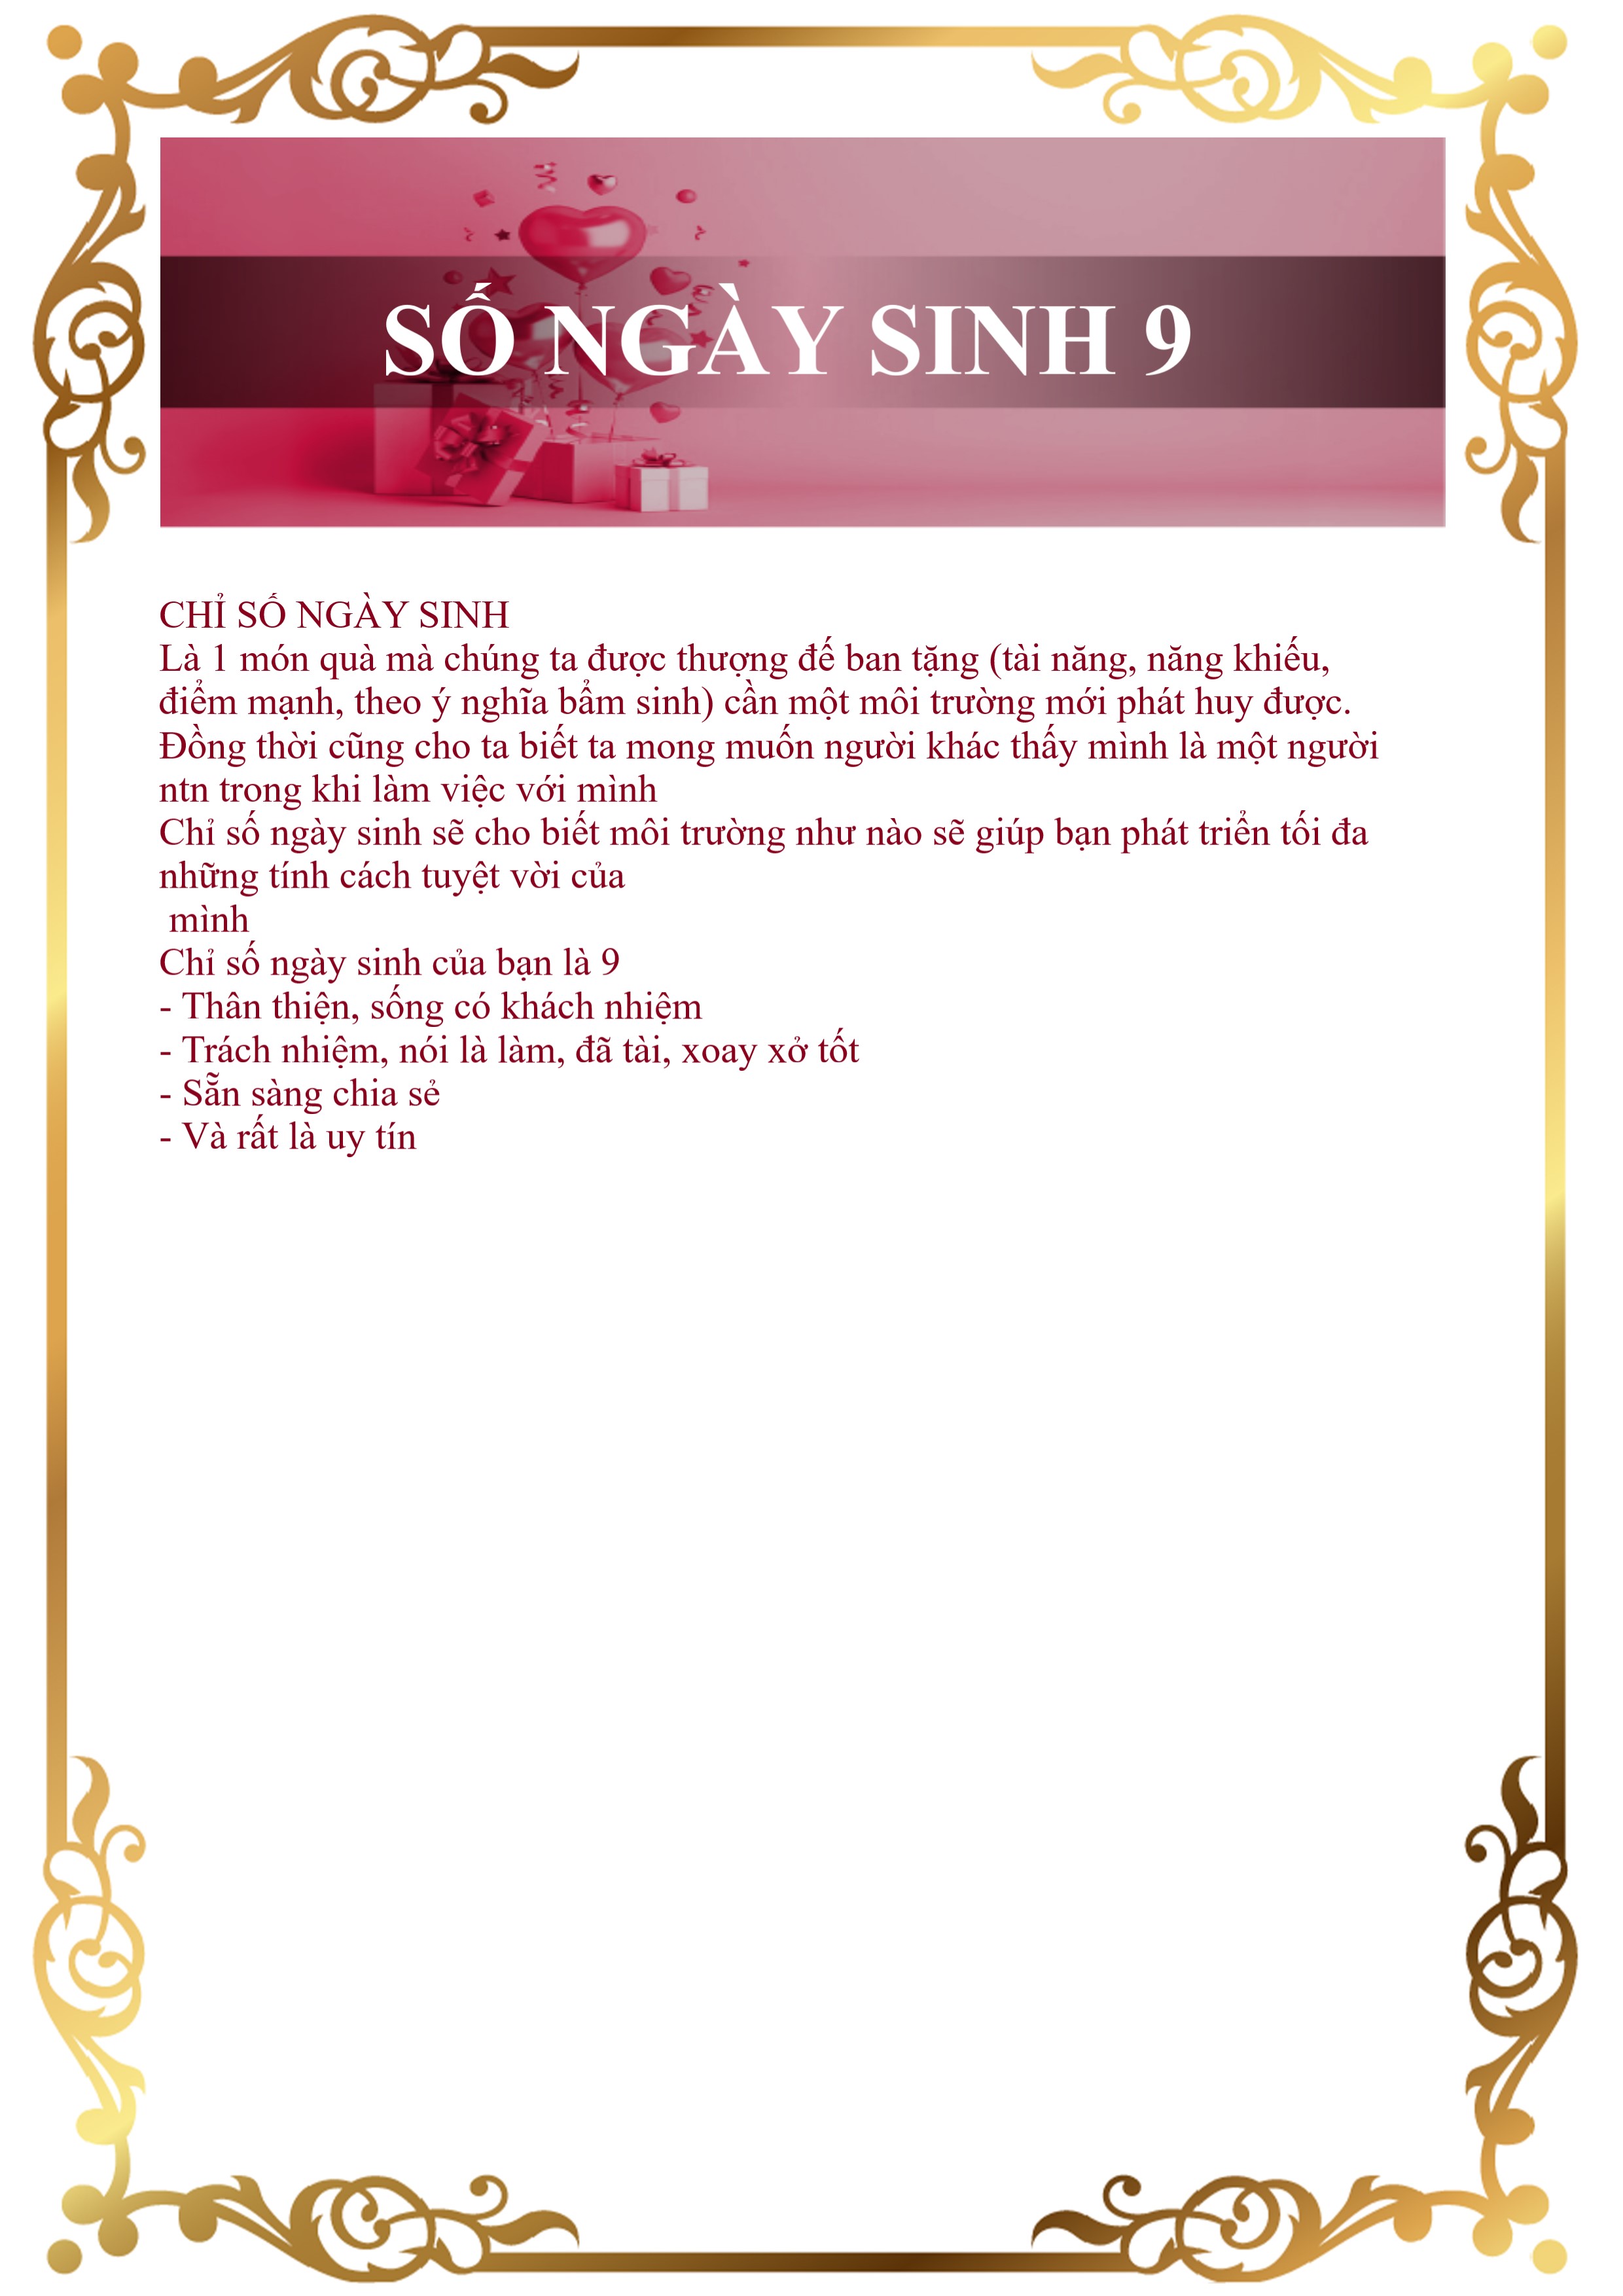 SỐ NGÀY SINH 9
CHỈ SỐ NGÀY SINH
Là 1 món quà mà chúng ta được thượng đế ban tặng (tài năng, năng khiếu,
điểm mạnh, theo ý nghĩa bẩm sinh) cần một môi trường mới phát huy được.
Đồng thời cũng cho ta biết ta mong muốn người khác thấy mình là một người
ntn trong khi làm việc với mình
Chỉ số ngày sinh sẽ cho biết môi trường như nào sẽ giúp bạn phát triển tối đa
những tính cách tuyệt vời của
mình
Chỉ số ngày sinh của bạn là 9
- Thân thiện, sống có khách nhiệm
- Trách nhiệm, nói là làm, đã tài, xoay xở tốt
- Sẵn sàng chia sẻ
- Và rất là uy tín